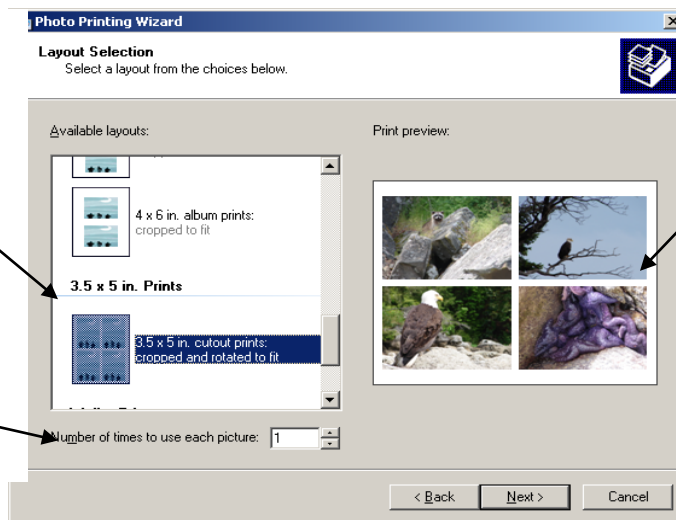 Photo Printing Wizard
Layout Selection
Select a layout from the choices below.
Available layouts:
Print preview:
4 x 6 in. album prints:
cropped to fit
3.5 x 5 in. Prints
3.5 x 5 in. cutout prints:
cropped and rotated to fit
Number of times to use each picture:
1
< Back
Next >
Cancel